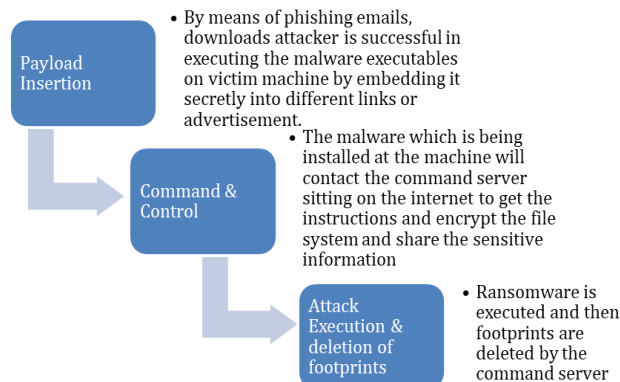 Payload
Insertion
• By means of phishing emails,
downloads attacker is successful in
executing the malware executables
on victim machine by embedding it
secretly into different links or
advertisement.
Command &
Control
• The malware which is being
installed at the machine will
contact the command server
sitting on the internet to get the
instructions and encrypt the file
system and share the sensitive
information
Attack
Execution &
deletion of
footprints
• Ransomware is
executed and then
footprints are
deleted by the
command server